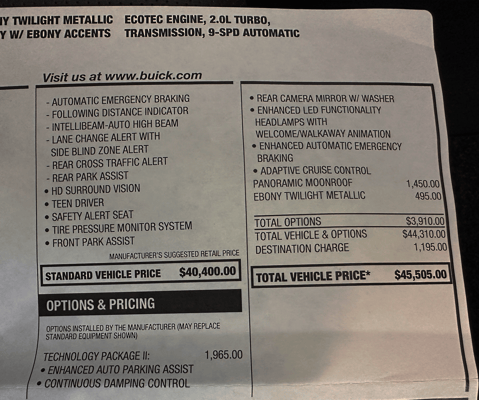 NY TWILIGHT METALLIC ECOTEC ENGINE, 2.0L TURBO,
Y W/ EBONY ACCENTS TRANSMISSION, 9-SPD AUTOMATIC
Visit us at www.buick.com
- AUTOMATIC EMERGENCY BRAKING
- FOLLOWING DISTANCE INDICATOR
- INTELLIBEAM-AUTO HIGH BEAM
- LANE CHANGE ALERT WITH
SIDE BLIND ZONE ALERT
- REAR CROSS TRAFFIC ALERT
- REAR PARK ASSIST
• HD SURROUND VISION
• TEEN DRIVER
• SAFETY ALERT SEAT
• TIRE PRESSURE MONITOR SYSTEM
• FRONT PARK ASSIST
MANUFACTURER'S SUGGESTED RETAIL PRICE
STANDARD VEHICLE PRICE $40,400.00
OPTIONS & PRICING
OPTIONS INSTALLED BY THE MANUFACTURER (MAY REPLACE
STANDARD EQUIPMENT SHOWN)
TECHNOLOGY PACKAGE II: 1,965.00
• ENHANCED AUTO PARKING ASSIST
• CONTINUOUS DAMPING CONTROL
• REAR CAMERA MIRROR W/ WASHER
• ENHANCED LED FUNCTIONALITY
HEADLAMPS WITH
WELCOME/WALKAWAY ANIMATION
• ENHANCED AUTOMATIC EMERGENCY
BRAKING
• ADAPTIVE CRUISE CONTROL
PANORAMIC MOONROOF 1,450.00
EBONY TWILIGHT METALLIC 495.00
TOTAL OPTIONS $3,910.00
TOTAL VEHICLE & OPTIONS $44,310.00
DESTINATION CHARGE 1,195.00
TOTAL VEHICLE PRICE* $45,505.00